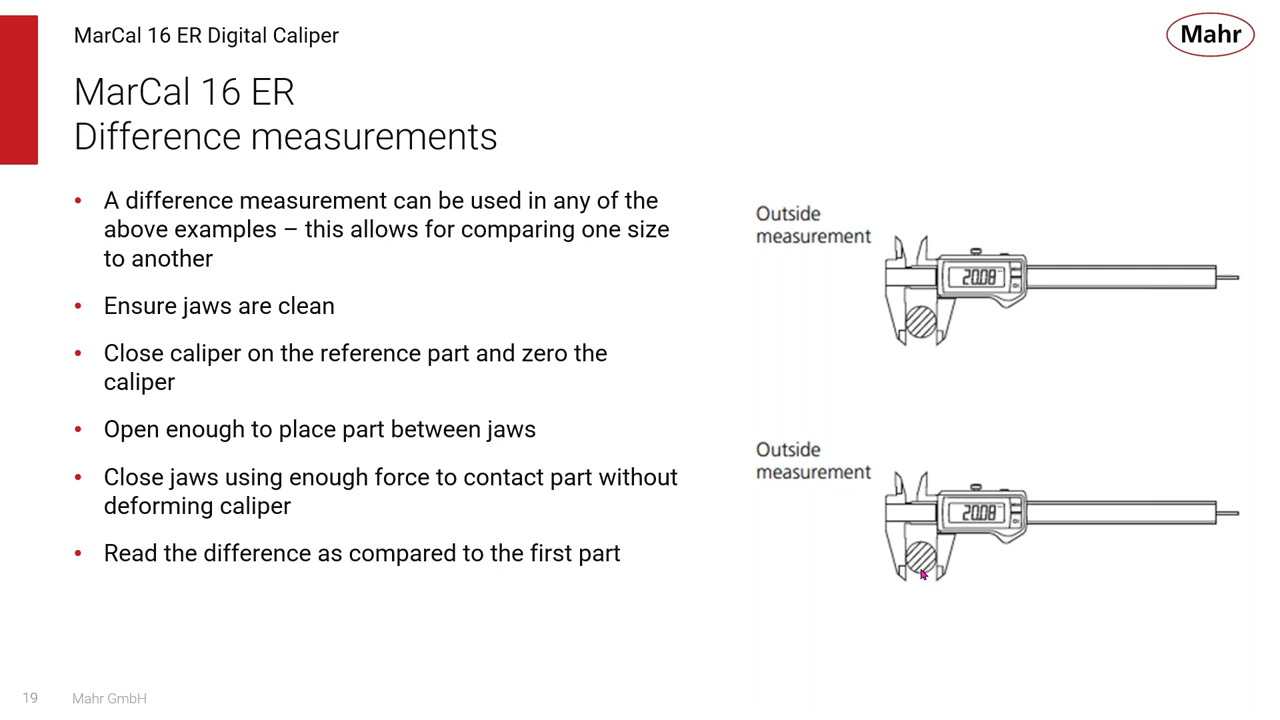 MarCal 16 ER Digital Caliper
Mahr
MarCal 16 ER
Difference measurements
• A difference measurement can be used in any of the
above examples – this allows for comparing one size
to another
• Ensure jaws are clean
• Close caliper on the reference part and zero the
caliper
• Open enough to place part between jaws
• Close jaws using enough force to contact part without
deforming caliper
• Read the difference as compared to the first part
Outside
measurement
20.08
Outside
measurement
20.08
19
Mahr GmbH